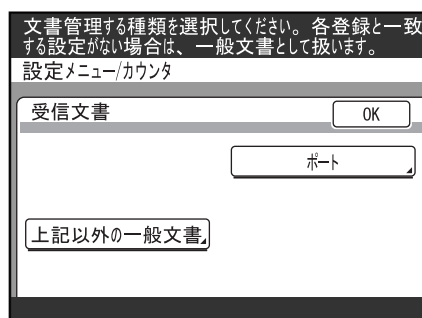 文書管理する種類を選択してください。各登録と一致
する設定がない場合は、一般文書として扱います。
設定メニュー/カウンタ
受信文書
OK
ポート
上記以外の一般文書